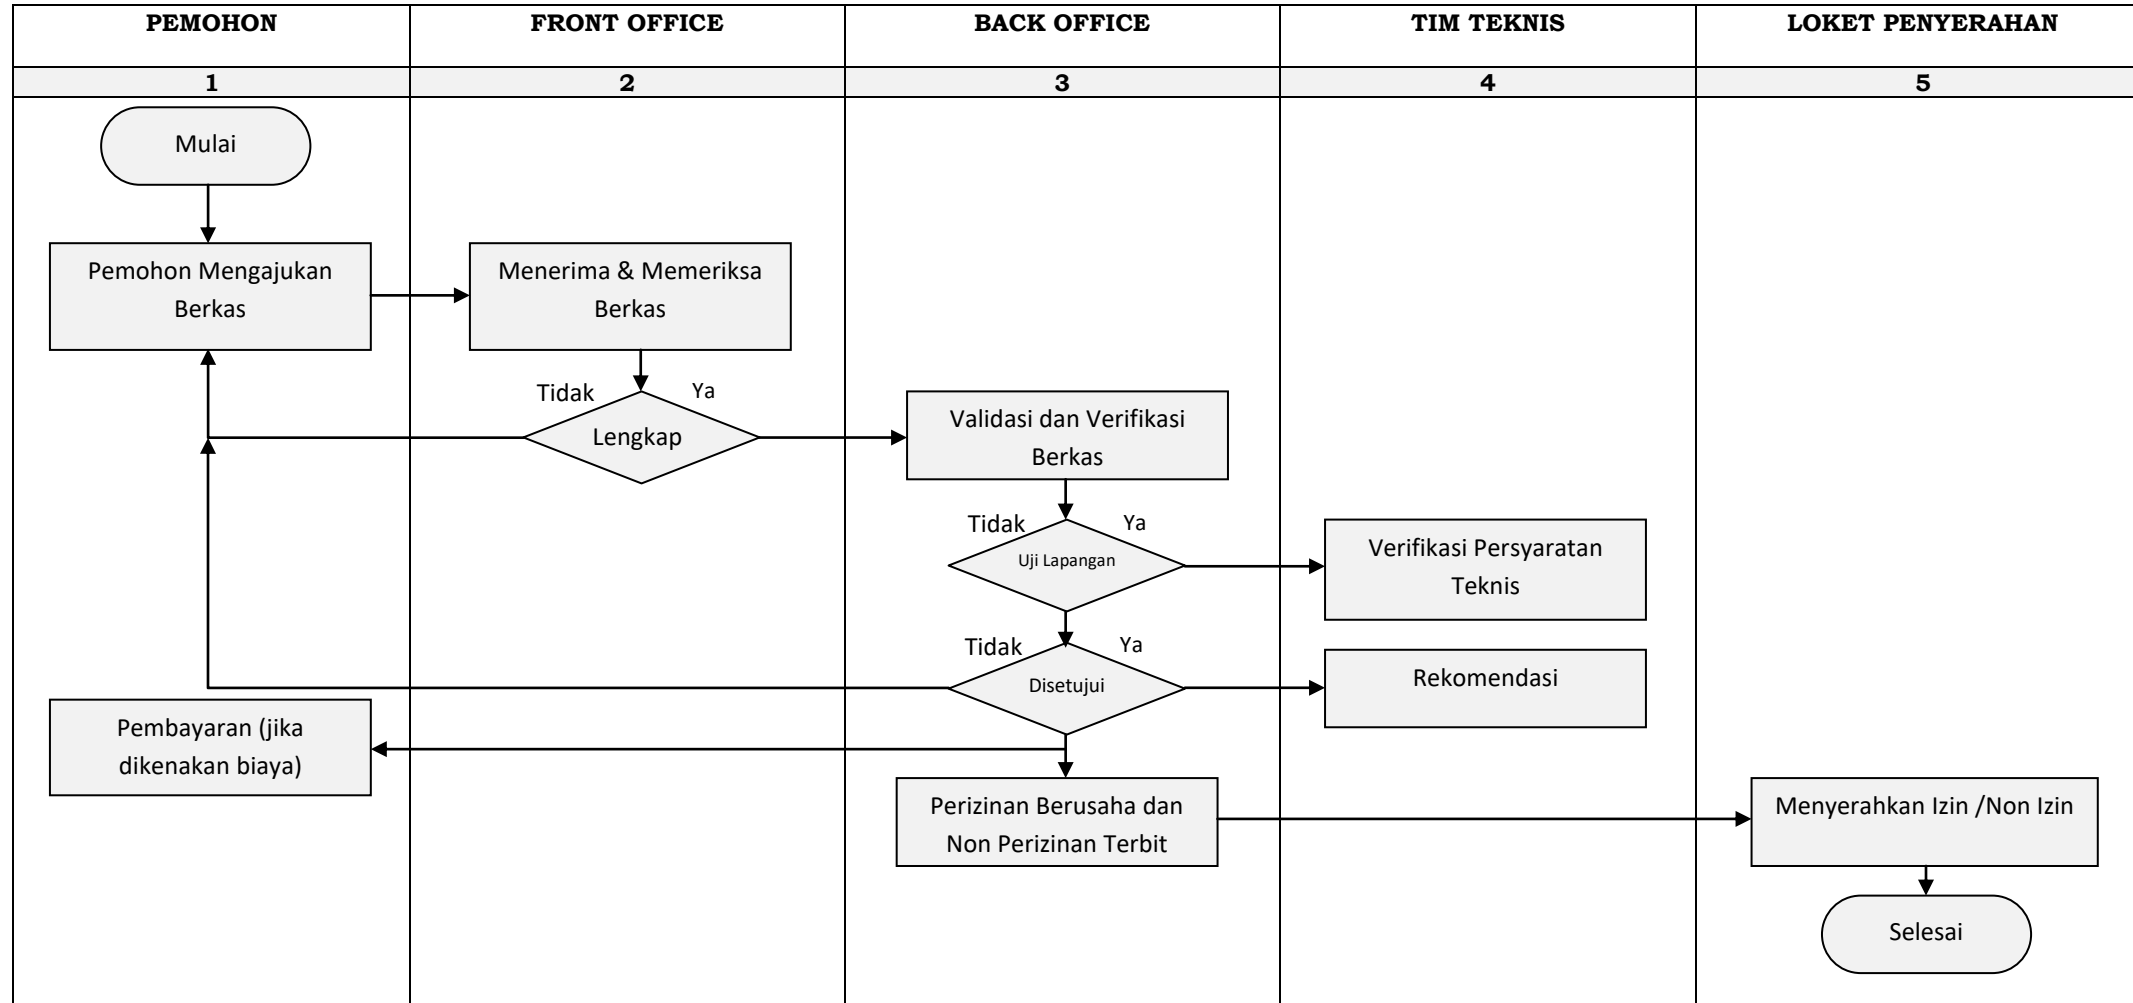 PEMOHON
FRONT OFFICE
BACK OFFICE
TIM TEKNIS
LOKET PENYERAHAN
1
2
3
4
5
Mulai
Pemohon Mengajukan
Berkas
Menerima & Memeriksa
Berkas
Tidak
Ya
Lengkap
Validasi dan Verifikasi
Berkas
Tidak
Ya
Uji Lapangan
Verifikasi Persyaratan
Teknis
Tidak
Ya
Disetujui
Rekomendasi
Pembayaran (jika
dikenakan biaya)
Perizinan Berusaha dan
Non Perizinan Terbit
Menyerahkan Izin /Non Izin
Selesai